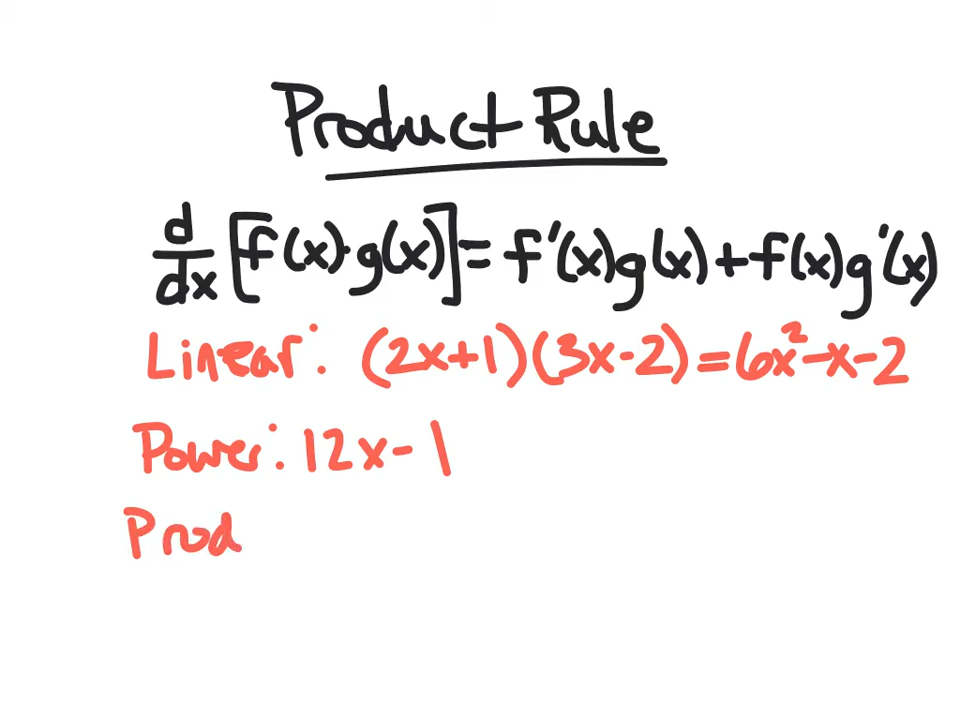 Product Rule
d/dx [f(x)·g(x)] = f'(x)g(x) + f(x)g'(x)
Linear: (2x+1)(3x-2) = 6x²-x-2
Power: 12x-1
Prod